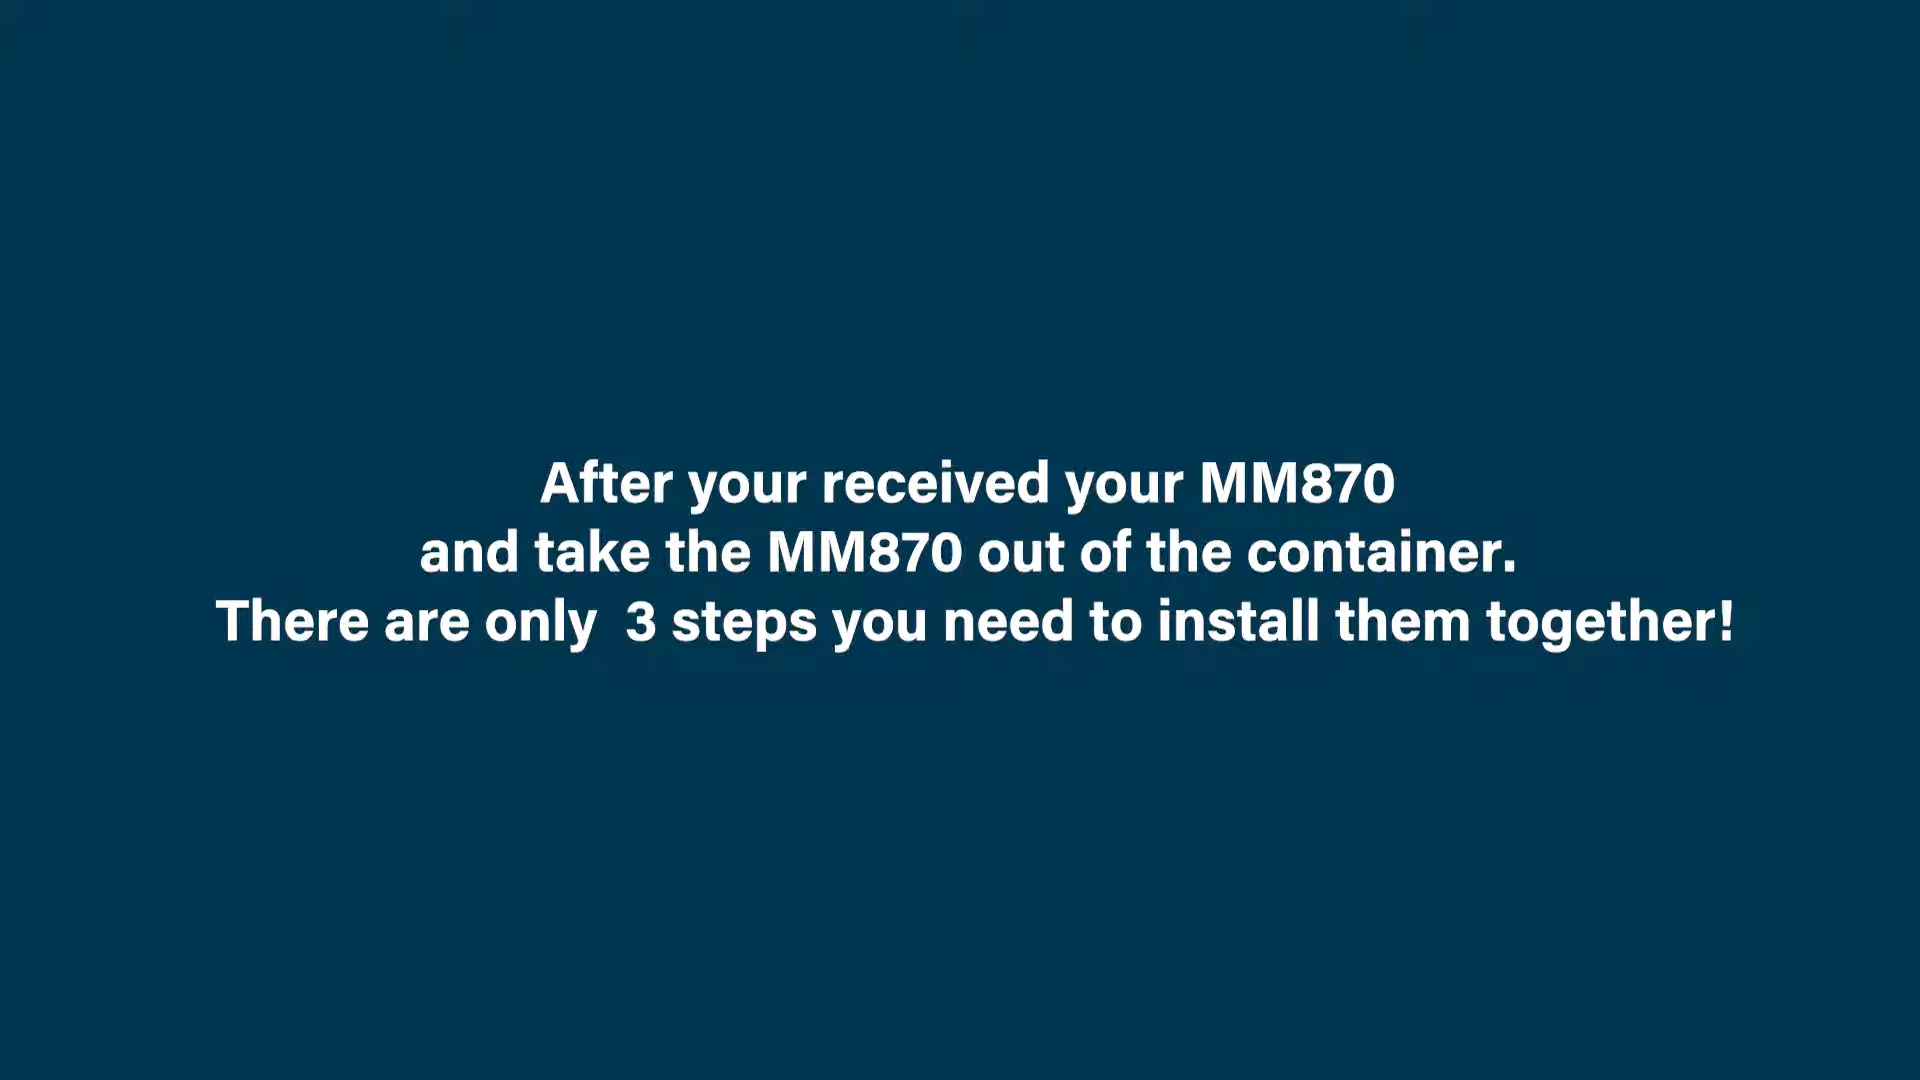 After your received your MM870
and take the MM870 out of the container.
There are only  3 steps you need to install them together!